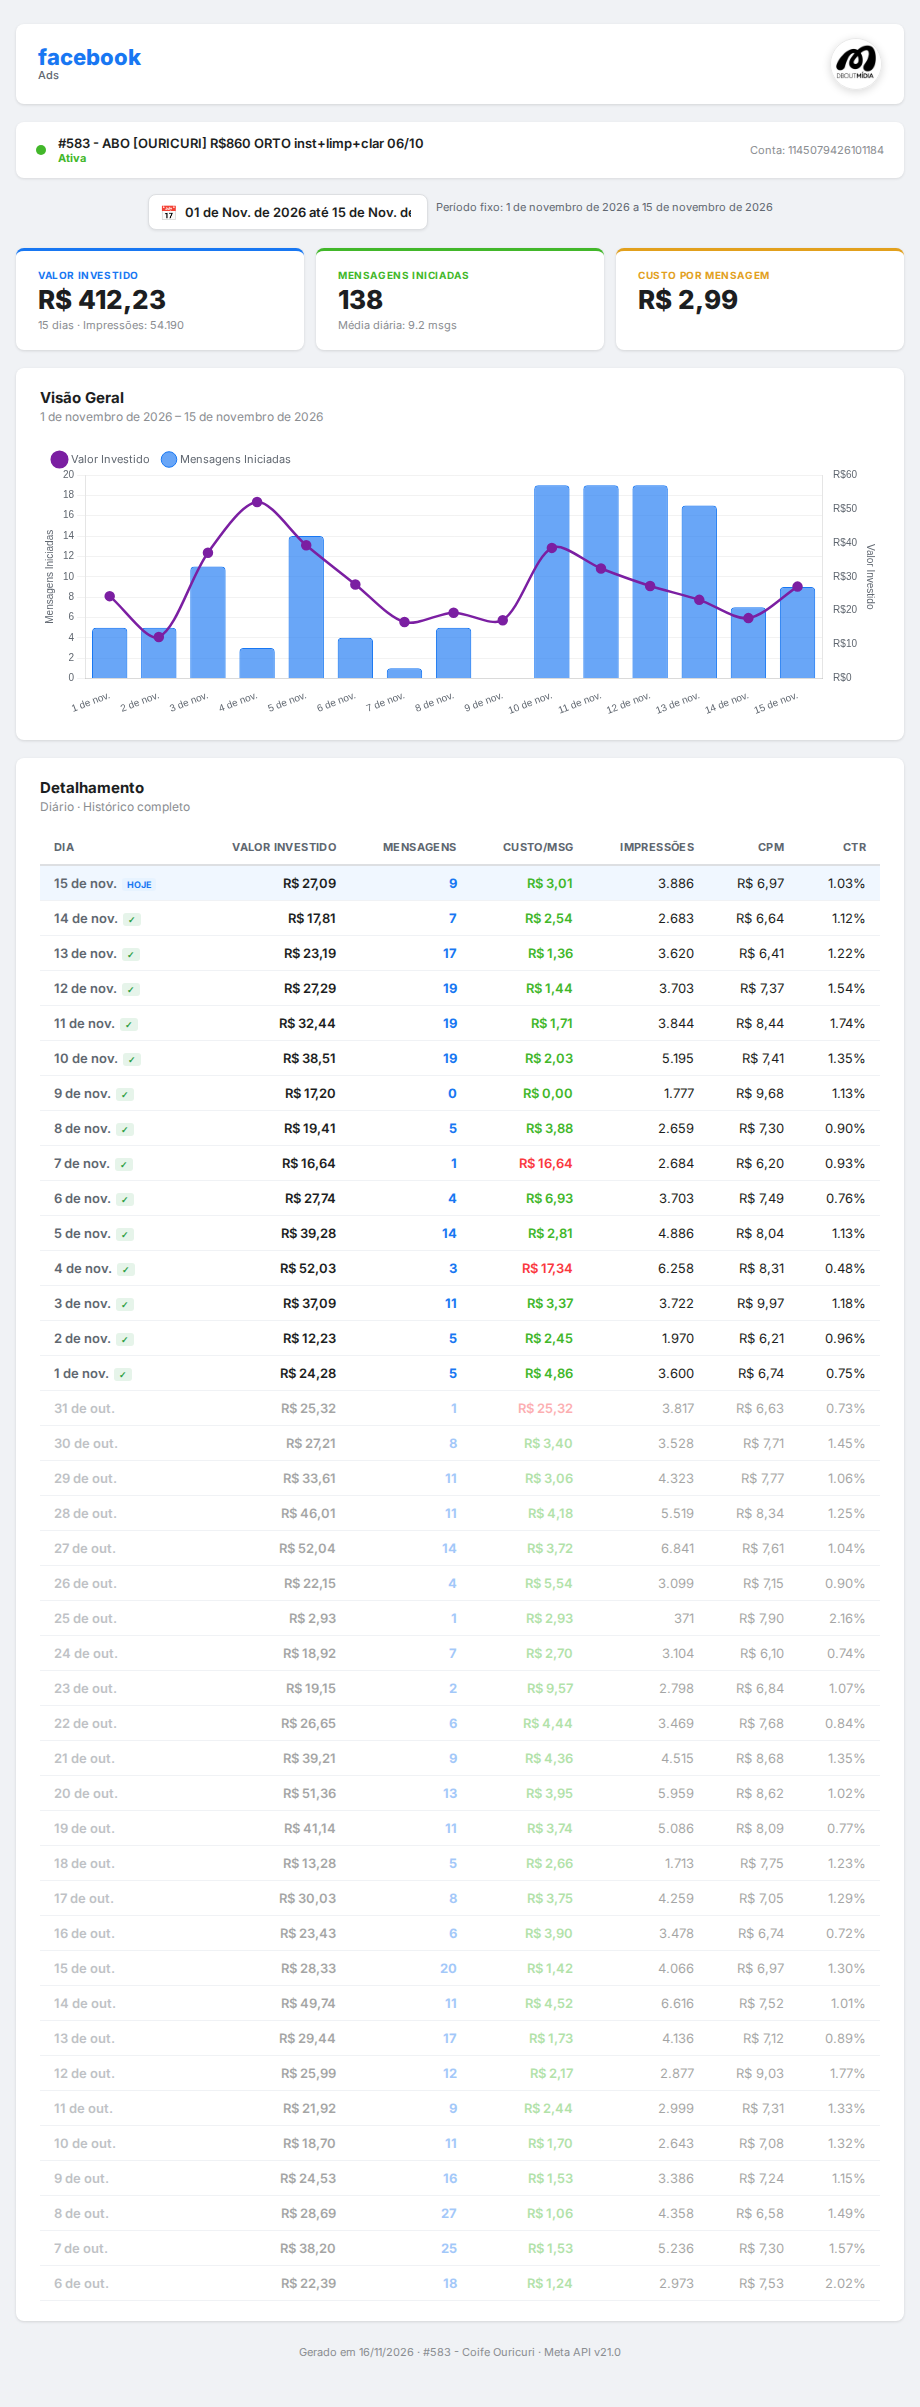 facebook
Ads
DBOUTMÍDIA
#583 - ABO [OURICURI] R$860 ORTO inst+limp+clar 06/10
Ativa
Conta: 1145079426101184
📅 01 de Nov. de 2026 até 15 de Nov. de
Período fixo: 1 de novembro de 2026 a 15 de novembro de 2026
VALOR INVESTIDO
R$ 412,23
15 dias · Impressões: 54.190
MENSAGENS INICIADAS
138
Média diária: 9.2 msgs
CUSTO POR MENSAGEM
R$ 2,99
Visão Geral
1 de novembro de 2026 – 15 de novembro de 2026
Valor Investido Mensagens Iniciadas
20 R$60
18
16 R$50
14 R$40
12
10 R$30
8
6 R$20
4 R$10
2
0 R$0
Mensagens Iniciadas
Valor Investido
1 de nov. 2 de nov. 3 de nov. 4 de nov. 5 de nov. 6 de nov. 7 de nov. 8 de nov. 9 de nov. 10 de nov. 11 de nov. 12 de nov. 13 de nov. 14 de nov. 15 de nov.
Detalhamento
Diário · Histórico completo
DIA VALOR INVESTIDO MENSAGENS CUSTO/MSG IMPRESSÕES CPM CTR
15 de nov. HOJE R$ 27,09 9 R$ 3,01 3.886 R$ 6,97 1.03%
14 de nov. ✓ R$ 17,81 7 R$ 2,54 2.683 R$ 6,64 1.12%
13 de nov. ✓ R$ 23,19 17 R$ 1,36 3.620 R$ 6,41 1.22%
12 de nov. ✓ R$ 27,29 19 R$ 1,44 3.703 R$ 7,37 1.54%
11 de nov. ✓ R$ 32,44 19 R$ 1,71 3.844 R$ 8,44 1.74%
10 de nov. ✓ R$ 38,51 19 R$ 2,03 5.195 R$ 7,41 1.35%
9 de nov. ✓ R$ 17,20 0 R$ 0,00 1.777 R$ 9,68 1.13%
8 de nov. ✓ R$ 19,41 5 R$ 3,88 2.659 R$ 7,30 0.90%
7 de nov. ✓ R$ 16,64 1 R$ 16,64 2.684 R$ 6,20 0.93%
6 de nov. ✓ R$ 27,74 4 R$ 6,93 3.703 R$ 7,49 0.76%
5 de nov. ✓ R$ 39,28 14 R$ 2,81 4.886 R$ 8,04 1.13%
4 de nov. ✓ R$ 52,03 3 R$ 17,34 6.258 R$ 8,31 0.48%
3 de nov. ✓ R$ 37,09 11 R$ 3,37 3.722 R$ 9,97 1.18%
2 de nov. ✓ R$ 12,23 5 R$ 2,45 1.970 R$ 6,21 0.96%
1 de nov. ✓ R$ 24,28 5 R$ 4,86 3.600 R$ 6,74 0.75%
31 de out. R$ 25,32 1 R$ 25,32 3.817 R$ 6,63 0.73%
30 de out. R$ 27,21 8 R$ 3,40 3.528 R$ 7,71 1.45%
29 de out. R$ 33,61 11 R$ 3,06 4.323 R$ 7,77 1.06%
28 de out. R$ 46,01 11 R$ 4,18 5.519 R$ 8,34 1.25%
27 de out. R$ 52,04 14 R$ 3,72 6.841 R$ 7,61 1.04%
26 de out. R$ 22,15 4 R$ 5,54 3.099 R$ 7,15 0.90%
25 de out. R$ 2,93 1 R$ 2,93 371 R$ 7,90 2.16%
24 de out. R$ 18,92 7 R$ 2,70 3.104 R$ 6,10 0.74%
23 de out. R$ 19,15 2 R$ 9,57 2.798 R$ 6,84 1.07%
22 de out. R$ 26,65 6 R$ 4,44 3.469 R$ 7,68 0.84%
21 de out. R$ 39,21 9 R$ 4,36 4.515 R$ 8,68 1.35%
20 de out. R$ 51,36 13 R$ 3,95 5.959 R$ 8,62 1.02%
19 de out. R$ 41,14 11 R$ 3,74 5.086 R$ 8,09 0.77%
18 de out. R$ 13,28 5 R$ 2,66 1.713 R$ 7,75 1.23%
17 de out. R$ 30,03 8 R$ 3,75 4.259 R$ 7,05 1.29%
16 de out. R$ 23,43 6 R$ 3,90 3.478 R$ 6,74 0.72%
15 de out. R$ 28,33 20 R$ 1,42 4.066 R$ 6,97 1.30%
14 de out. R$ 49,74 11 R$ 4,52 6.616 R$ 7,52 1.01%
13 de out. R$ 29,44 17 R$ 1,73 4.136 R$ 7,12 0.89%
12 de out. R$ 25,99 12 R$ 2,17 2.877 R$ 9,03 1.77%
11 de out. R$ 21,92 9 R$ 2,44 2.999 R$ 7,31 1.33%
10 de out. R$ 18,70 11 R$ 1,70 2.643 R$ 7,08 1.32%
9 de out. R$ 24,53 16 R$ 1,53 3.386 R$ 7,24 1.15%
8 de out. R$ 28,69 27 R$ 1,06 4.358 R$ 6,58 1.49%
7 de out. R$ 38,20 25 R$ 1,53 5.236 R$ 7,30 1.57%
6 de out. R$ 22,39 18 R$ 1,24 2.973 R$ 7,53 2.02%
Gerado em 16/11/2026 · #583 - Coife Ouricuri · Meta API v21.0